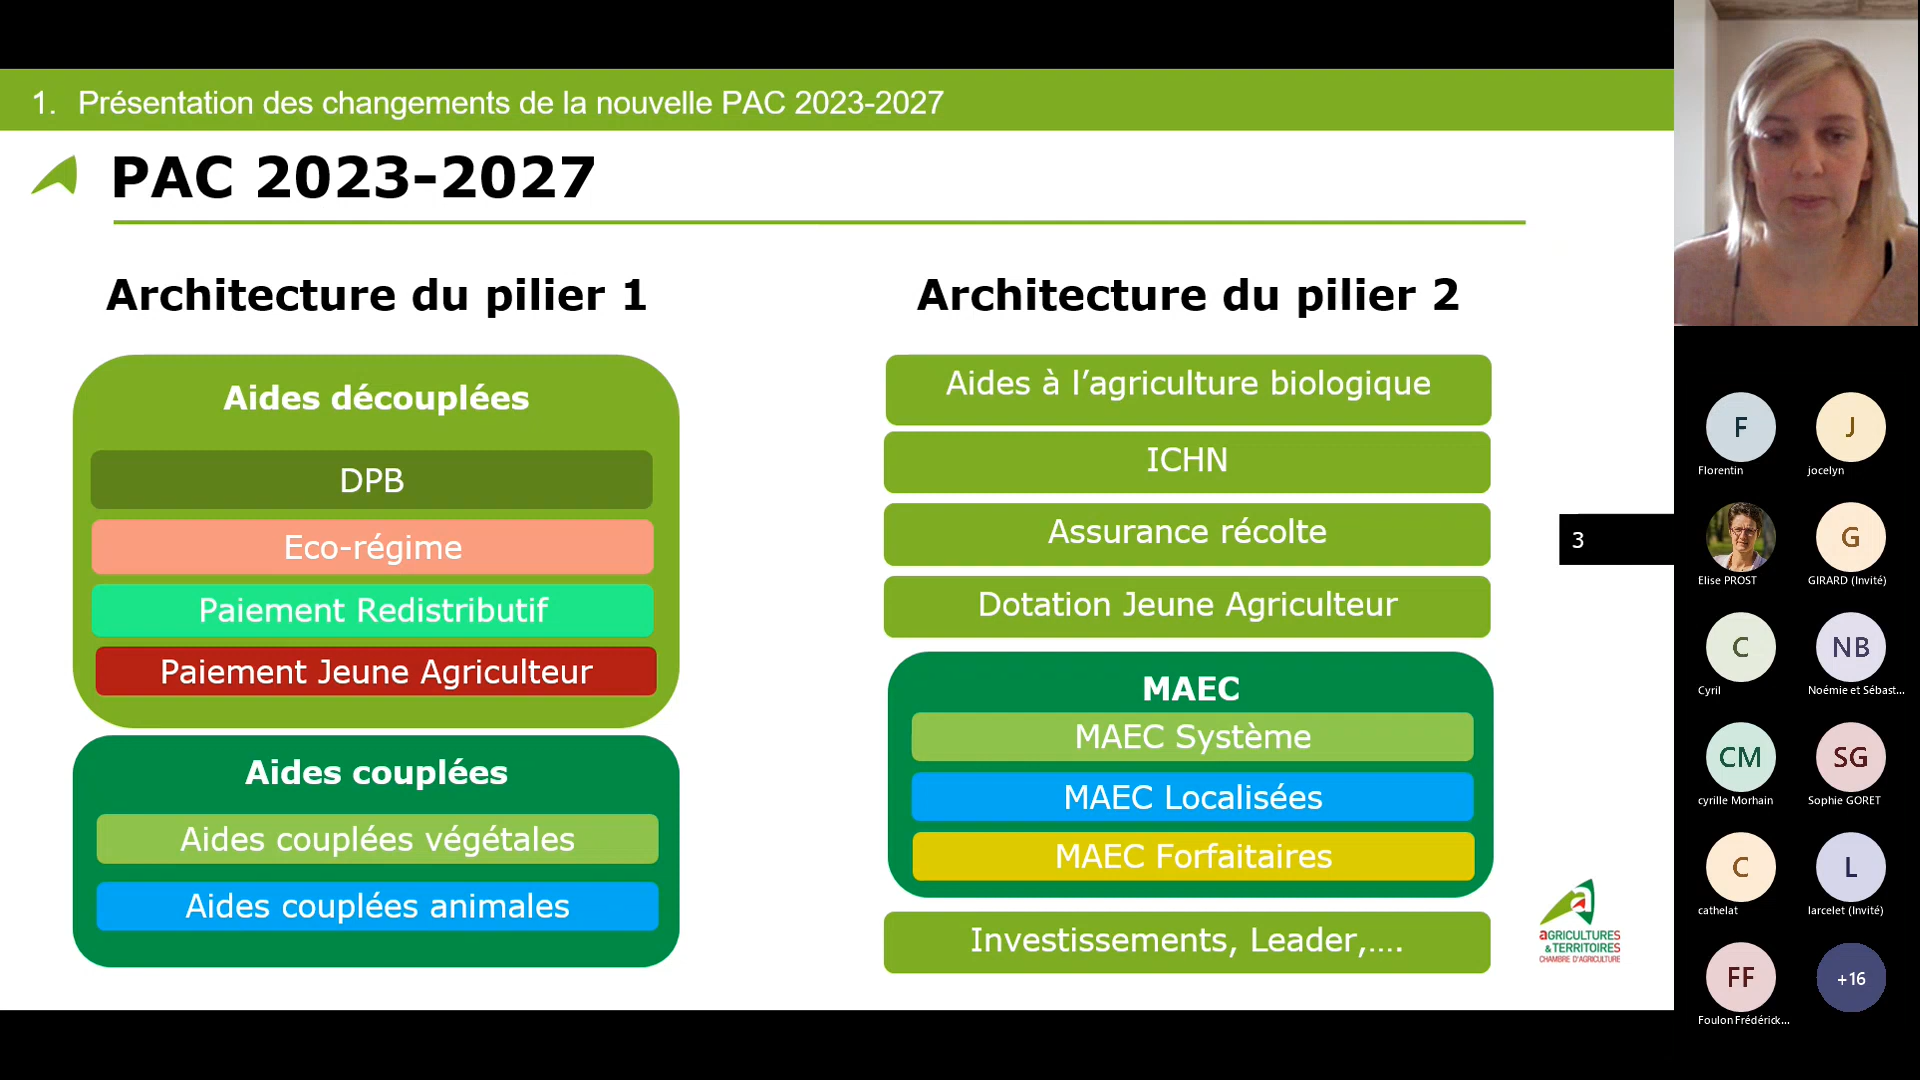 1. Présentation des changements de la nouvelle PAC 2023-2027
PAC 2023-2027
Architecture du pilier 1
Aides découplées
DPB
Eco-régime
Paiement Redistributif
Paiement Jeune Agriculteur
Aides couplées
Aides couplées végétales
Aides couplées animales
Architecture du pilier 2
Aides à l’agriculture biologique
ICHN
Assurance récolte
Dotation Jeune Agriculteur
MAEC
MAEC Système
MAEC Localisées
MAEC Forfaitaires
Investissements, Leader,....
3
a
aGRICULTURES
& TERRITOIRES
CHAMBRE D'AGRICULTURE
F
Florentin
J
jocelyn
Elise PROST
G
GIRARD (Invité)
C
Cyril
NB
Noémie et Sébast...
CM
cyrille Morhain
SG
Sophie GORET
C
cathelat
L
larcelet (Invité)
FF
Foulon Frédérick...
+16